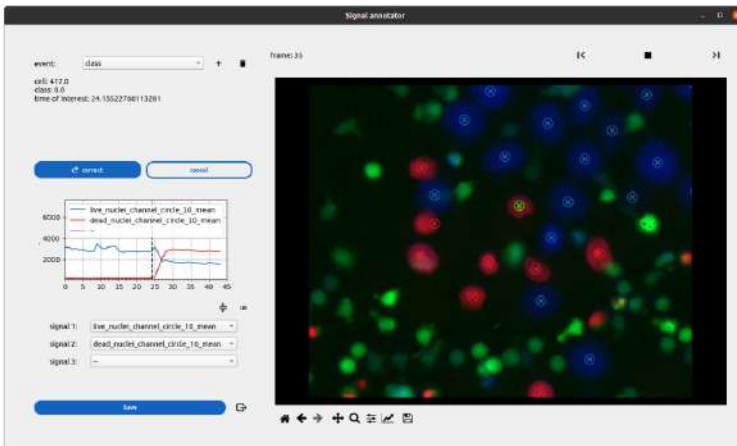 Signal annotator
event: class
frame: 35
cell: 417.0
class: 0.0
time of interest: 24.15522760113281
correct cancel
live_nuclei_channel_circle_10_mean
dead_nuclei_channel_circle_10_mean
--
6000
4000
2000
0 5 10 15 20 25 30 35 40 45
signal 1: live_nuclei_channel_circle_10_mean
signal 2: dead_nuclei_channel_circle_10_mean
signal 3: --
Save